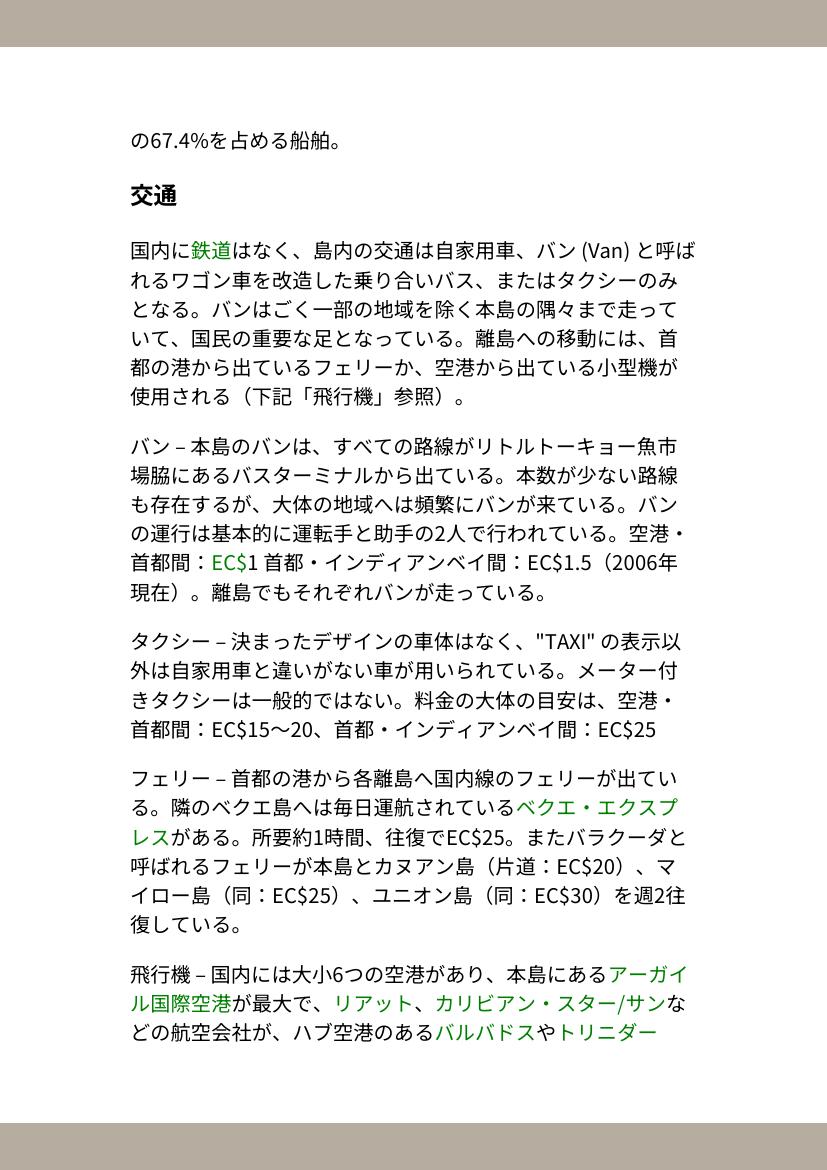 の67.4%を占める船舶。
交通
国内に鉄道はなく、島内の交通は自家用車、バン (Van) と呼ば
れるワゴン車を改造した乗り合いバス、またはタクシーのみ
となる。バンはごく一部の地域を除く本島の隅々まで走って
いて、国民の重要な足となっている。離島への移動には、首
都の港から出ているフェリーか、空港から出ている小型機が
使用される（下記「飛行機」参照）。
バン – 本島のバンは、すべての路線がリトルトーキョー魚市
場脇にあるバスターミナルから出ている。本数が少ない路線
も存在するが、大体の地域へは頻繁にバンが来ている。バン
の運行は基本的に運転手と助手の2人で行われている。空港・
首都間：EC$1 首都・インディアンベイ間：EC$1.5（2006年
現在）。離島でもそれぞれバンが走っている。
タクシー – 決まったデザインの車体はなく、"TAXI" の表示以
外は自家用車と違いがない車が用いられている。メーター付
きタクシーは一般的ではない。料金の大体の目安は、空港・
首都間：EC$15〜20、首都・インディアンベイ間：EC$25
フェリー – 首都の港から各離島へ国内線のフェリーが出てい
る。隣のベクエ島へは毎日運航されているベクエ・エクスプ
レスがある。所要約1時間、往復でEC$25。またバラクーダと
呼ばれるフェリーが本島とカヌアン島（片道：EC$20）、マ
イロー島（同：EC$25）、ユニオン島（同：EC$30）を週2往
復している。
飛行機 – 国内には大小6つの空港があり、本島にあるアーガイ
ル国際空港が最大で、リアット、カリビアン・スター/サンな
どの航空会社が、ハブ空港のあるバルバドスやトリニダー